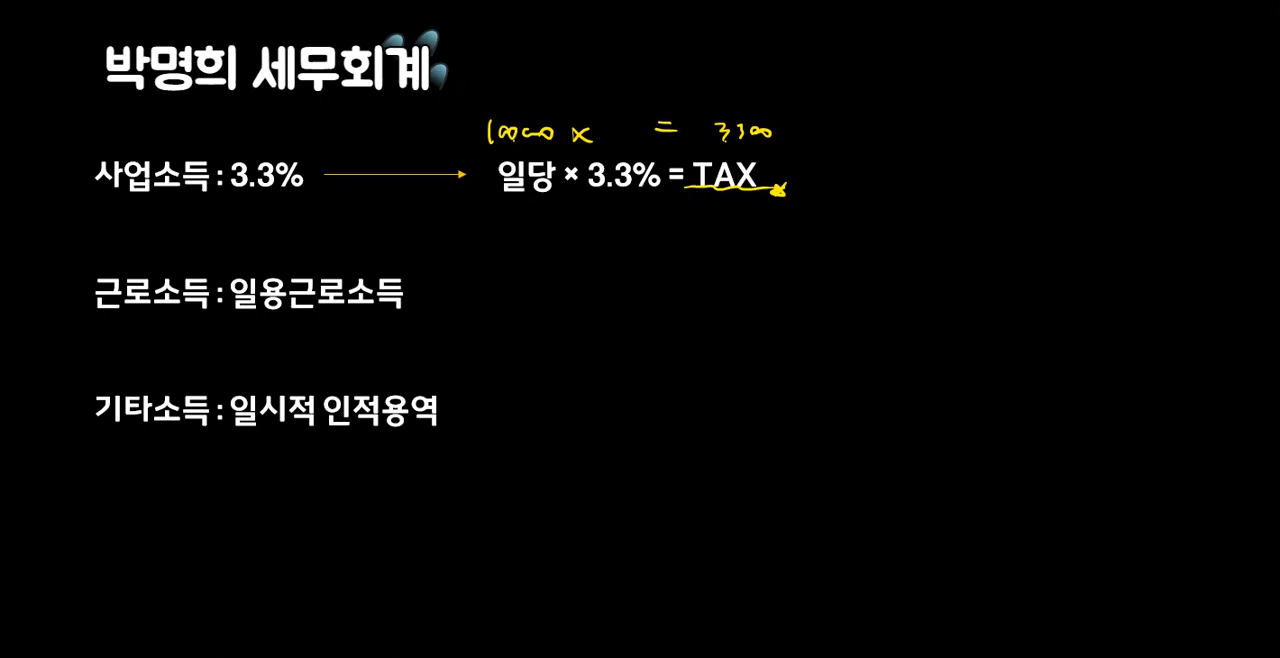 박명희 세무회계
100000 × = 3300
사업소득 : 3.3% 일당 × 3.3% = TAX
근로소득 : 일용근로소득
기타소득 : 일시적 인적용역